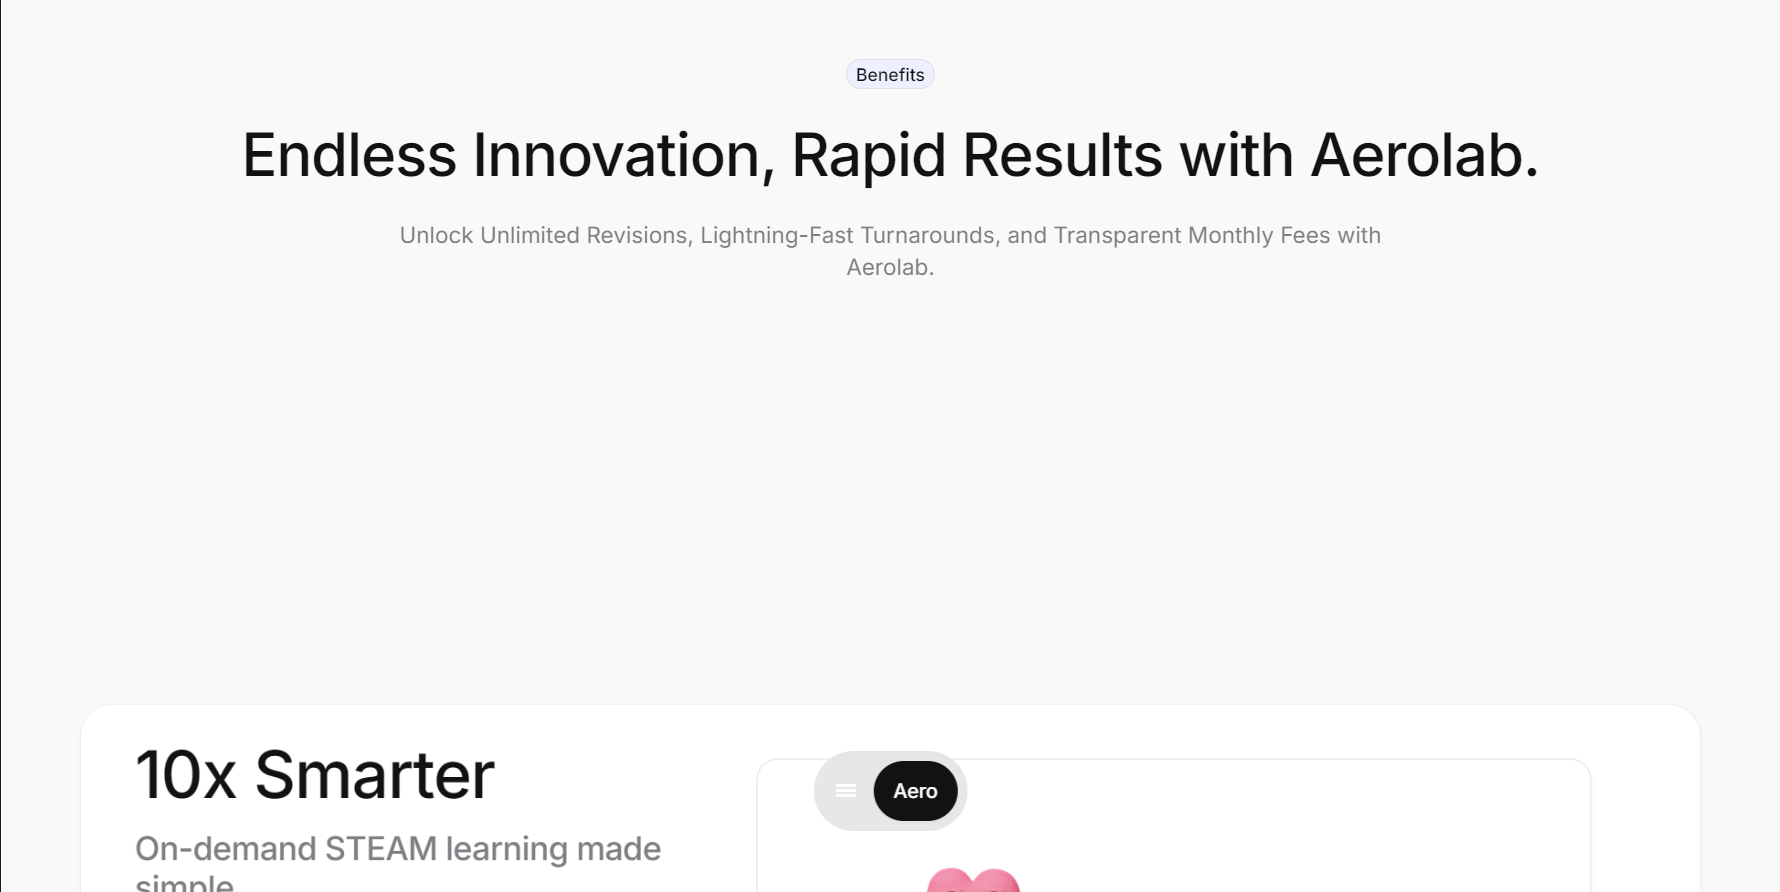 Benefits
Endless Innovation, Rapid Results with Aerolab.
Unlock Unlimited Revisions, Lightning-Fast Turnarounds, and Transparent Monthly Fees with
Aerolab.
10x Smarter
Aero
On-demand STEAM learning made
simple